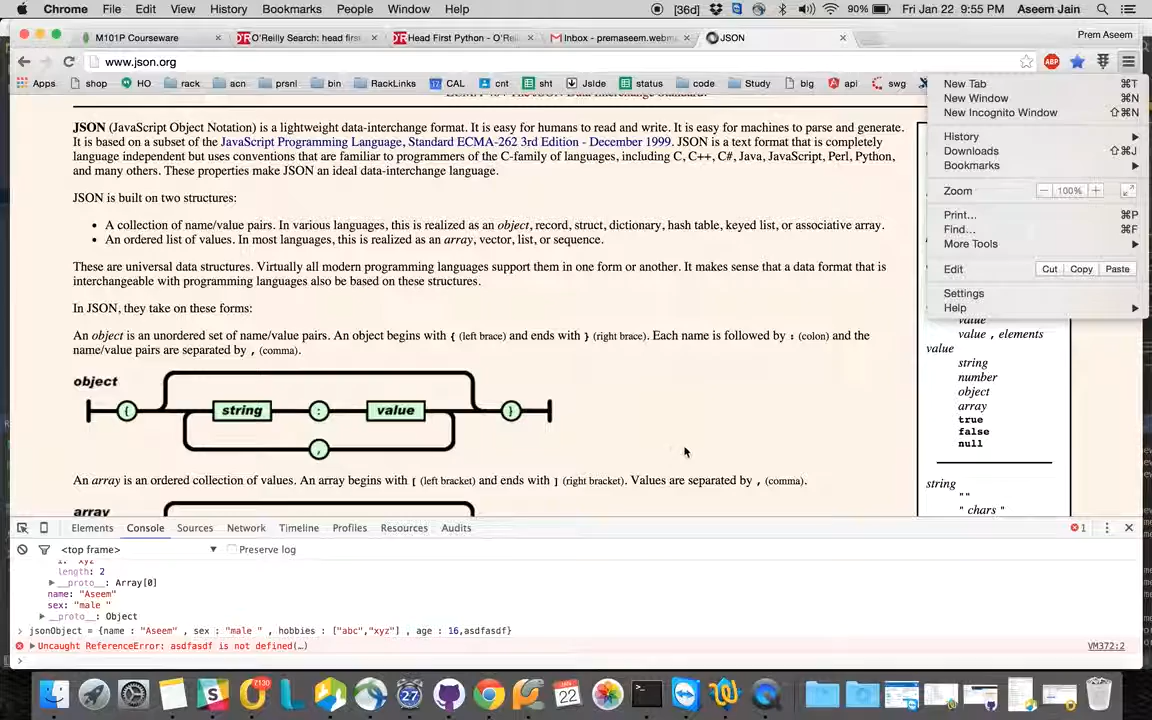 Chrome File Edit View History Bookmarks People Window Help [36d] 90% Fri Jan 22 9:55 PM Aseem Jain
M101P Courseware × O'Reilly Search: head first × Head First Python - O'Rei × Inbox - premaseem.webm × JSON × Prem Aseem
www.json.org ABP
Apps shop HO rack acn prsnl bin RackLinks CAL cnt sht Jslde status code Study big api swg
JSON (JavaScript Object Notation) is a lightweight data-interchange format. It is easy for humans to read and write. It is easy for machines to parse and generate.
It is based on a subset of the JavaScript Programming Language, Standard ECMA-262 3rd Edition - December 1999. JSON is a text format that is completely
language independent but uses conventions that are familiar to programmers of the C-family of languages, including C, C++, C#, Java, JavaScript, Perl, Python,
and many others. These properties make JSON an ideal data-interchange language.
JSON is built on two structures:
• A collection of name/value pairs. In various languages, this is realized as an object, record, struct, dictionary, hash table, keyed list, or associative array.
• An ordered list of values. In most languages, this is realized as an array, vector, list, or sequence.
These are universal data structures. Virtually all modern programming languages support them in one form or another. It makes sense that a data format that is
interchangeable with programming languages also be based on these structures.
In JSON, they take on these forms:
An object is an unordered set of name/value pairs. An object begins with { (left brace) and ends with } (right brace). Each name is followed by : (colon) and the
name/value pairs are separated by , (comma).
object
{ string : value }
,
An array is an ordered collection of values. An array begins with [ (left bracket) and ends with ] (right bracket). Values are separated by , (comma).
array
New Tab ⌘T
New Window ⌘N
New Incognito Window ⇧⌘N
History
Downloads ⇧⌘J
Bookmarks
Zoom − 100% +
Print... ⌘P
Find... ⌘F
More Tools
Edit Cut Copy Paste
Settings
Help
value
value , elements
value
string
number
object
array
true
false
null
string
""
" chars "
Elements Console Sources Network Timeline Profiles Resources Audits 1
<top frame> Preserve log
1: "xyz"
length: 2
__proto__: Array[0]
name: "Aseem"
sex: "male "
__proto__: Object
> jsonObject = {name : "Aseem" , sex : "male " , hobbies : ["abc","xyz"] , age : 16,asdfasdf}
Uncaught ReferenceError: asdfasdf is not defined(…) VM372:2
>
7130 27 22